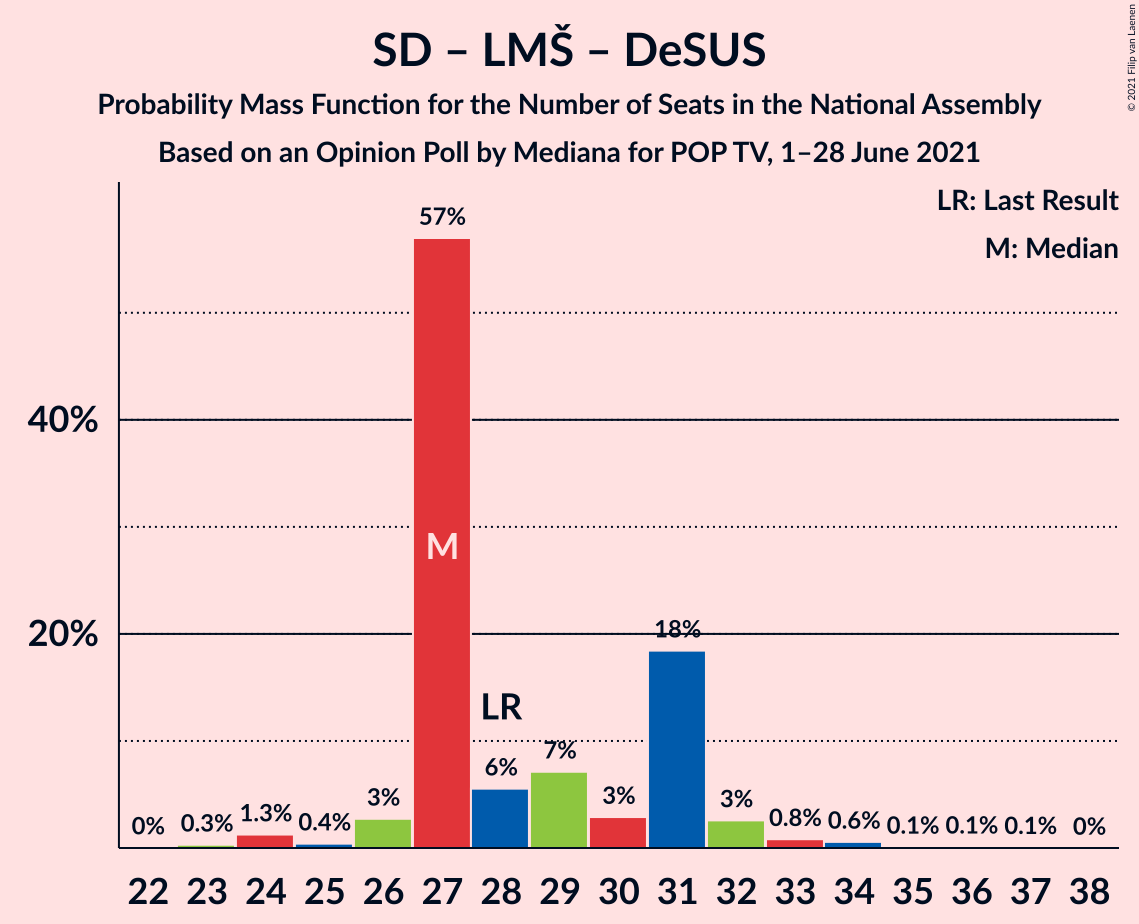 SD – LMŠ – DeSUS
Probability Mass Function for the Number of Seats in the National Assembly
Based on an Opinion Poll by Mediana for POP TV, 1–28 June 2021
© 2021 Filip van Laenen
LR: Last Result
M: Median
57%
40%
M
20%
18%
LR
7%
6%
0% 0.3% 1.3% 0.4% 3% 3% 3% 0.8% 0.6% 0.1% 0.1% 0.1% 0%
22 23 24 25 26 27 28 29 30 31 32 33 34 35 36 37 38